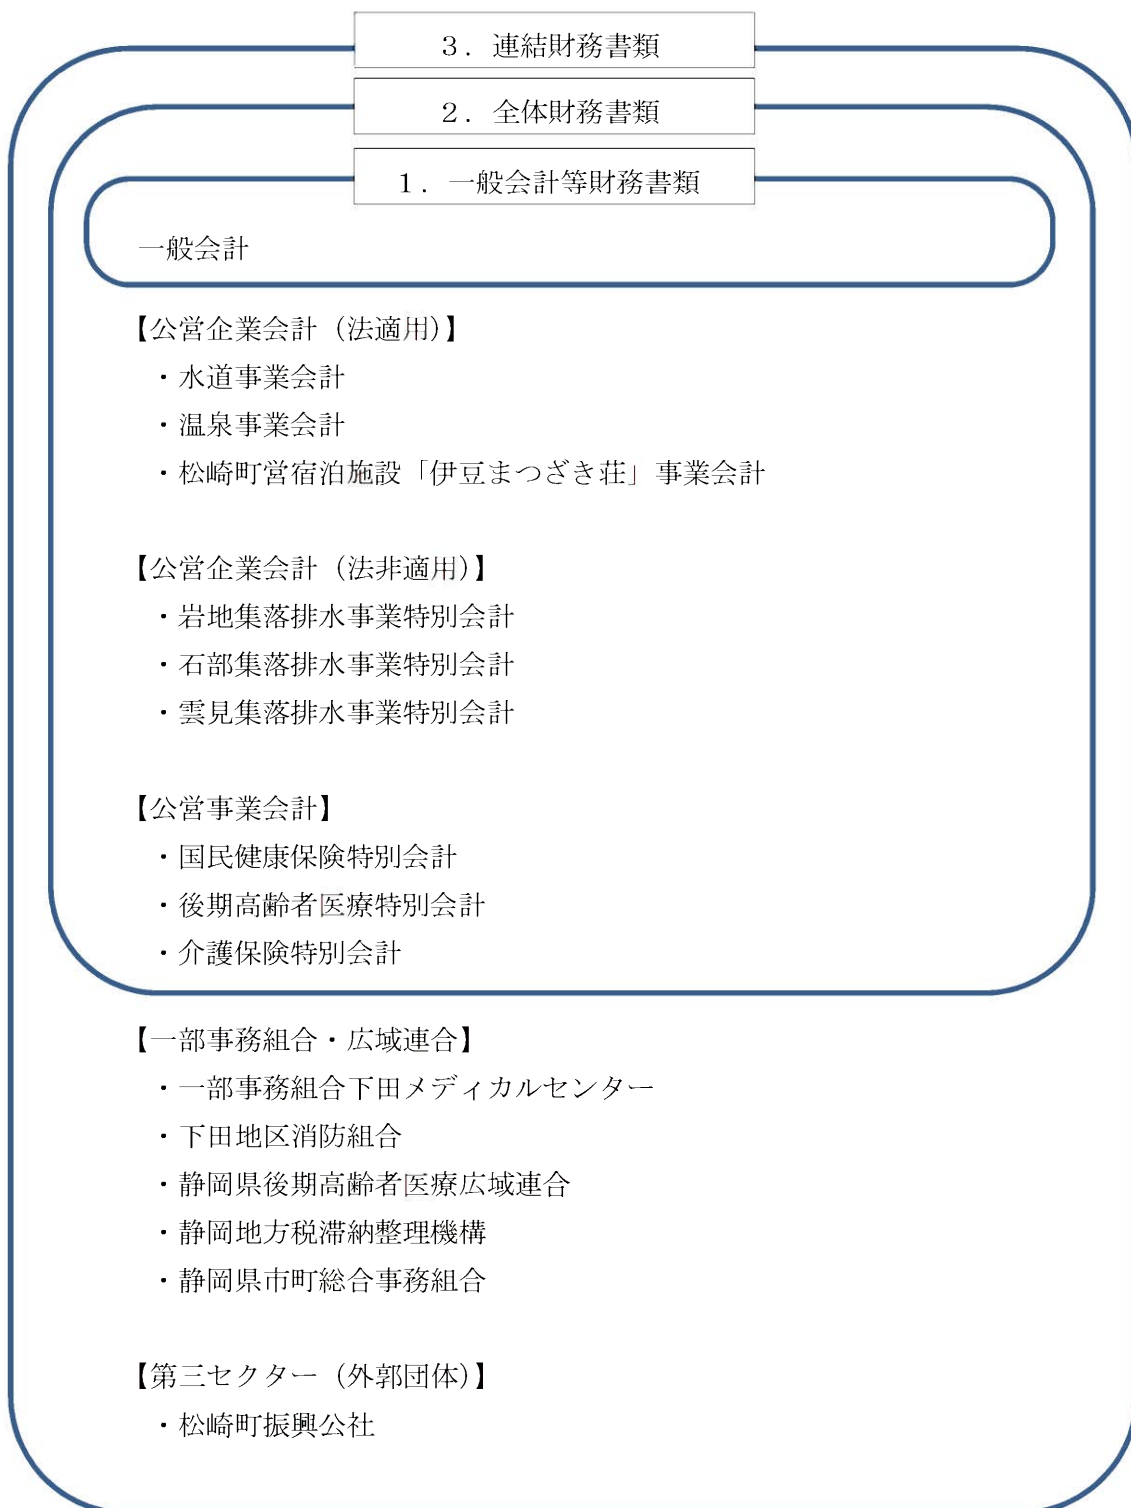 ３．連結財務書類
２．全体財務書類
１．一般会計等財務書類
一般会計
【公営企業会計（法適用）】
・水道事業会計
・温泉事業会計
・松崎町営宿泊施設「伊豆まつざき荘」事業会計
【公営企業会計（法非適用）】
・岩地集落排水事業特別会計
・石部集落排水事業特別会計
・雲見集落排水事業特別会計
【公営事業会計】
・国民健康保険特別会計
・後期高齢者医療特別会計
・介護保険特別会計
【一部事務組合・広域連合】
・一部事務組合下田メディカルセンター
・下田地区消防組合
・静岡県後期高齢者医療広域連合
・静岡地方税滞納整理機構
・静岡県市町総合事務組合
【第三セクター（外郭団体）】
・松崎町振興公社